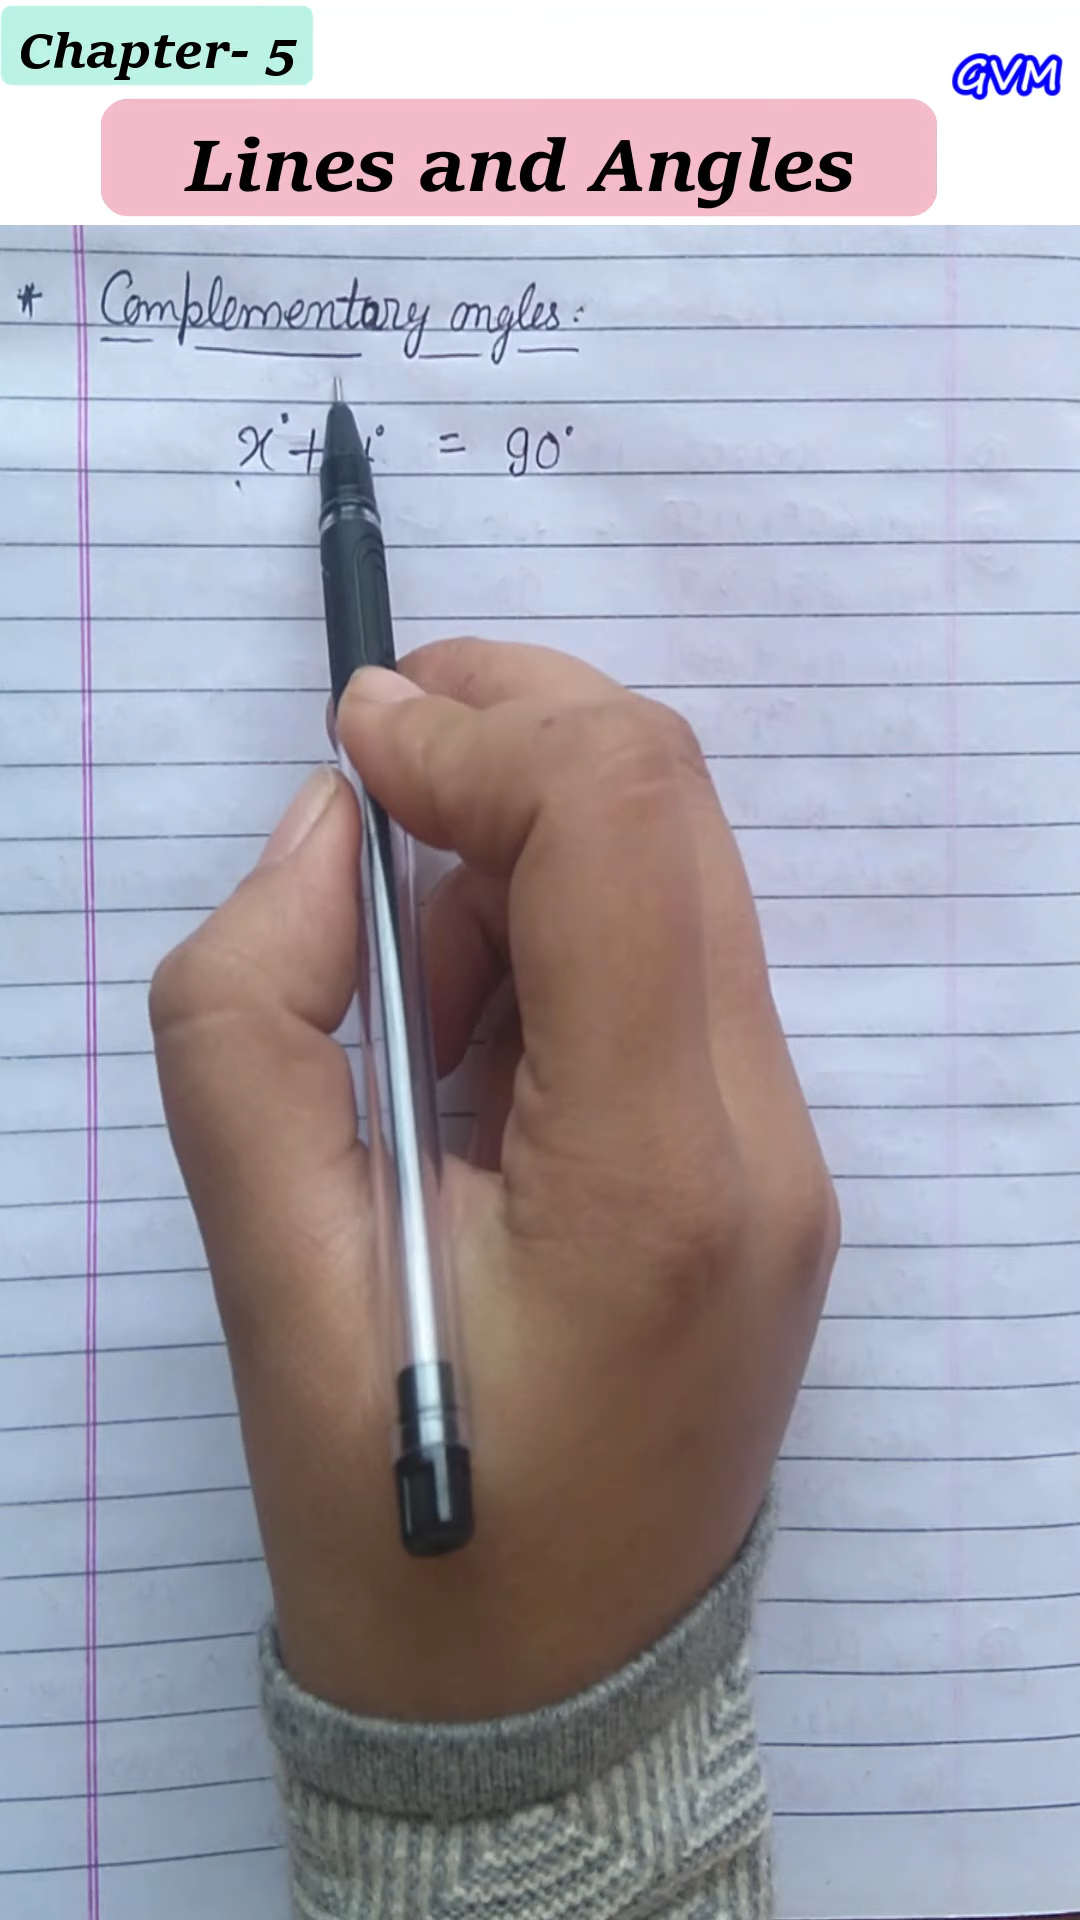 Chapter- 5
GVM
Lines and Angles
* Complementary angles:
x° + = 90°